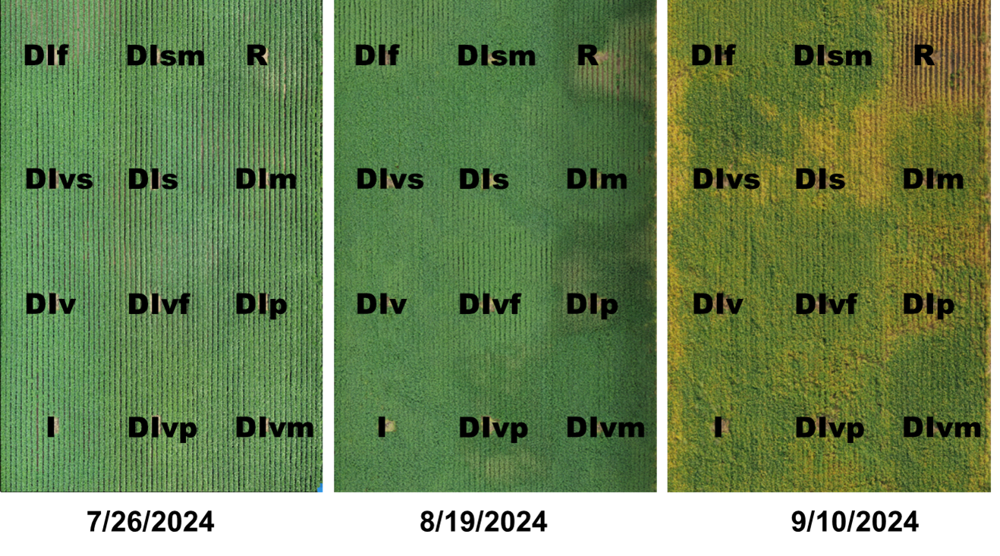 DIf DIsm R
DIvs DIs DIm
DIv DIvf DIp
I DIvp DIvm
7/26/2024
DIf DIsm R
DIvs DIs DIm
DIv DIvf DIp
I DIvp DIvm
8/19/2024
DIf DIsm R
DIvs DIs DIm
DIv DIvf DIp
I DIvp DIvm
9/10/2024